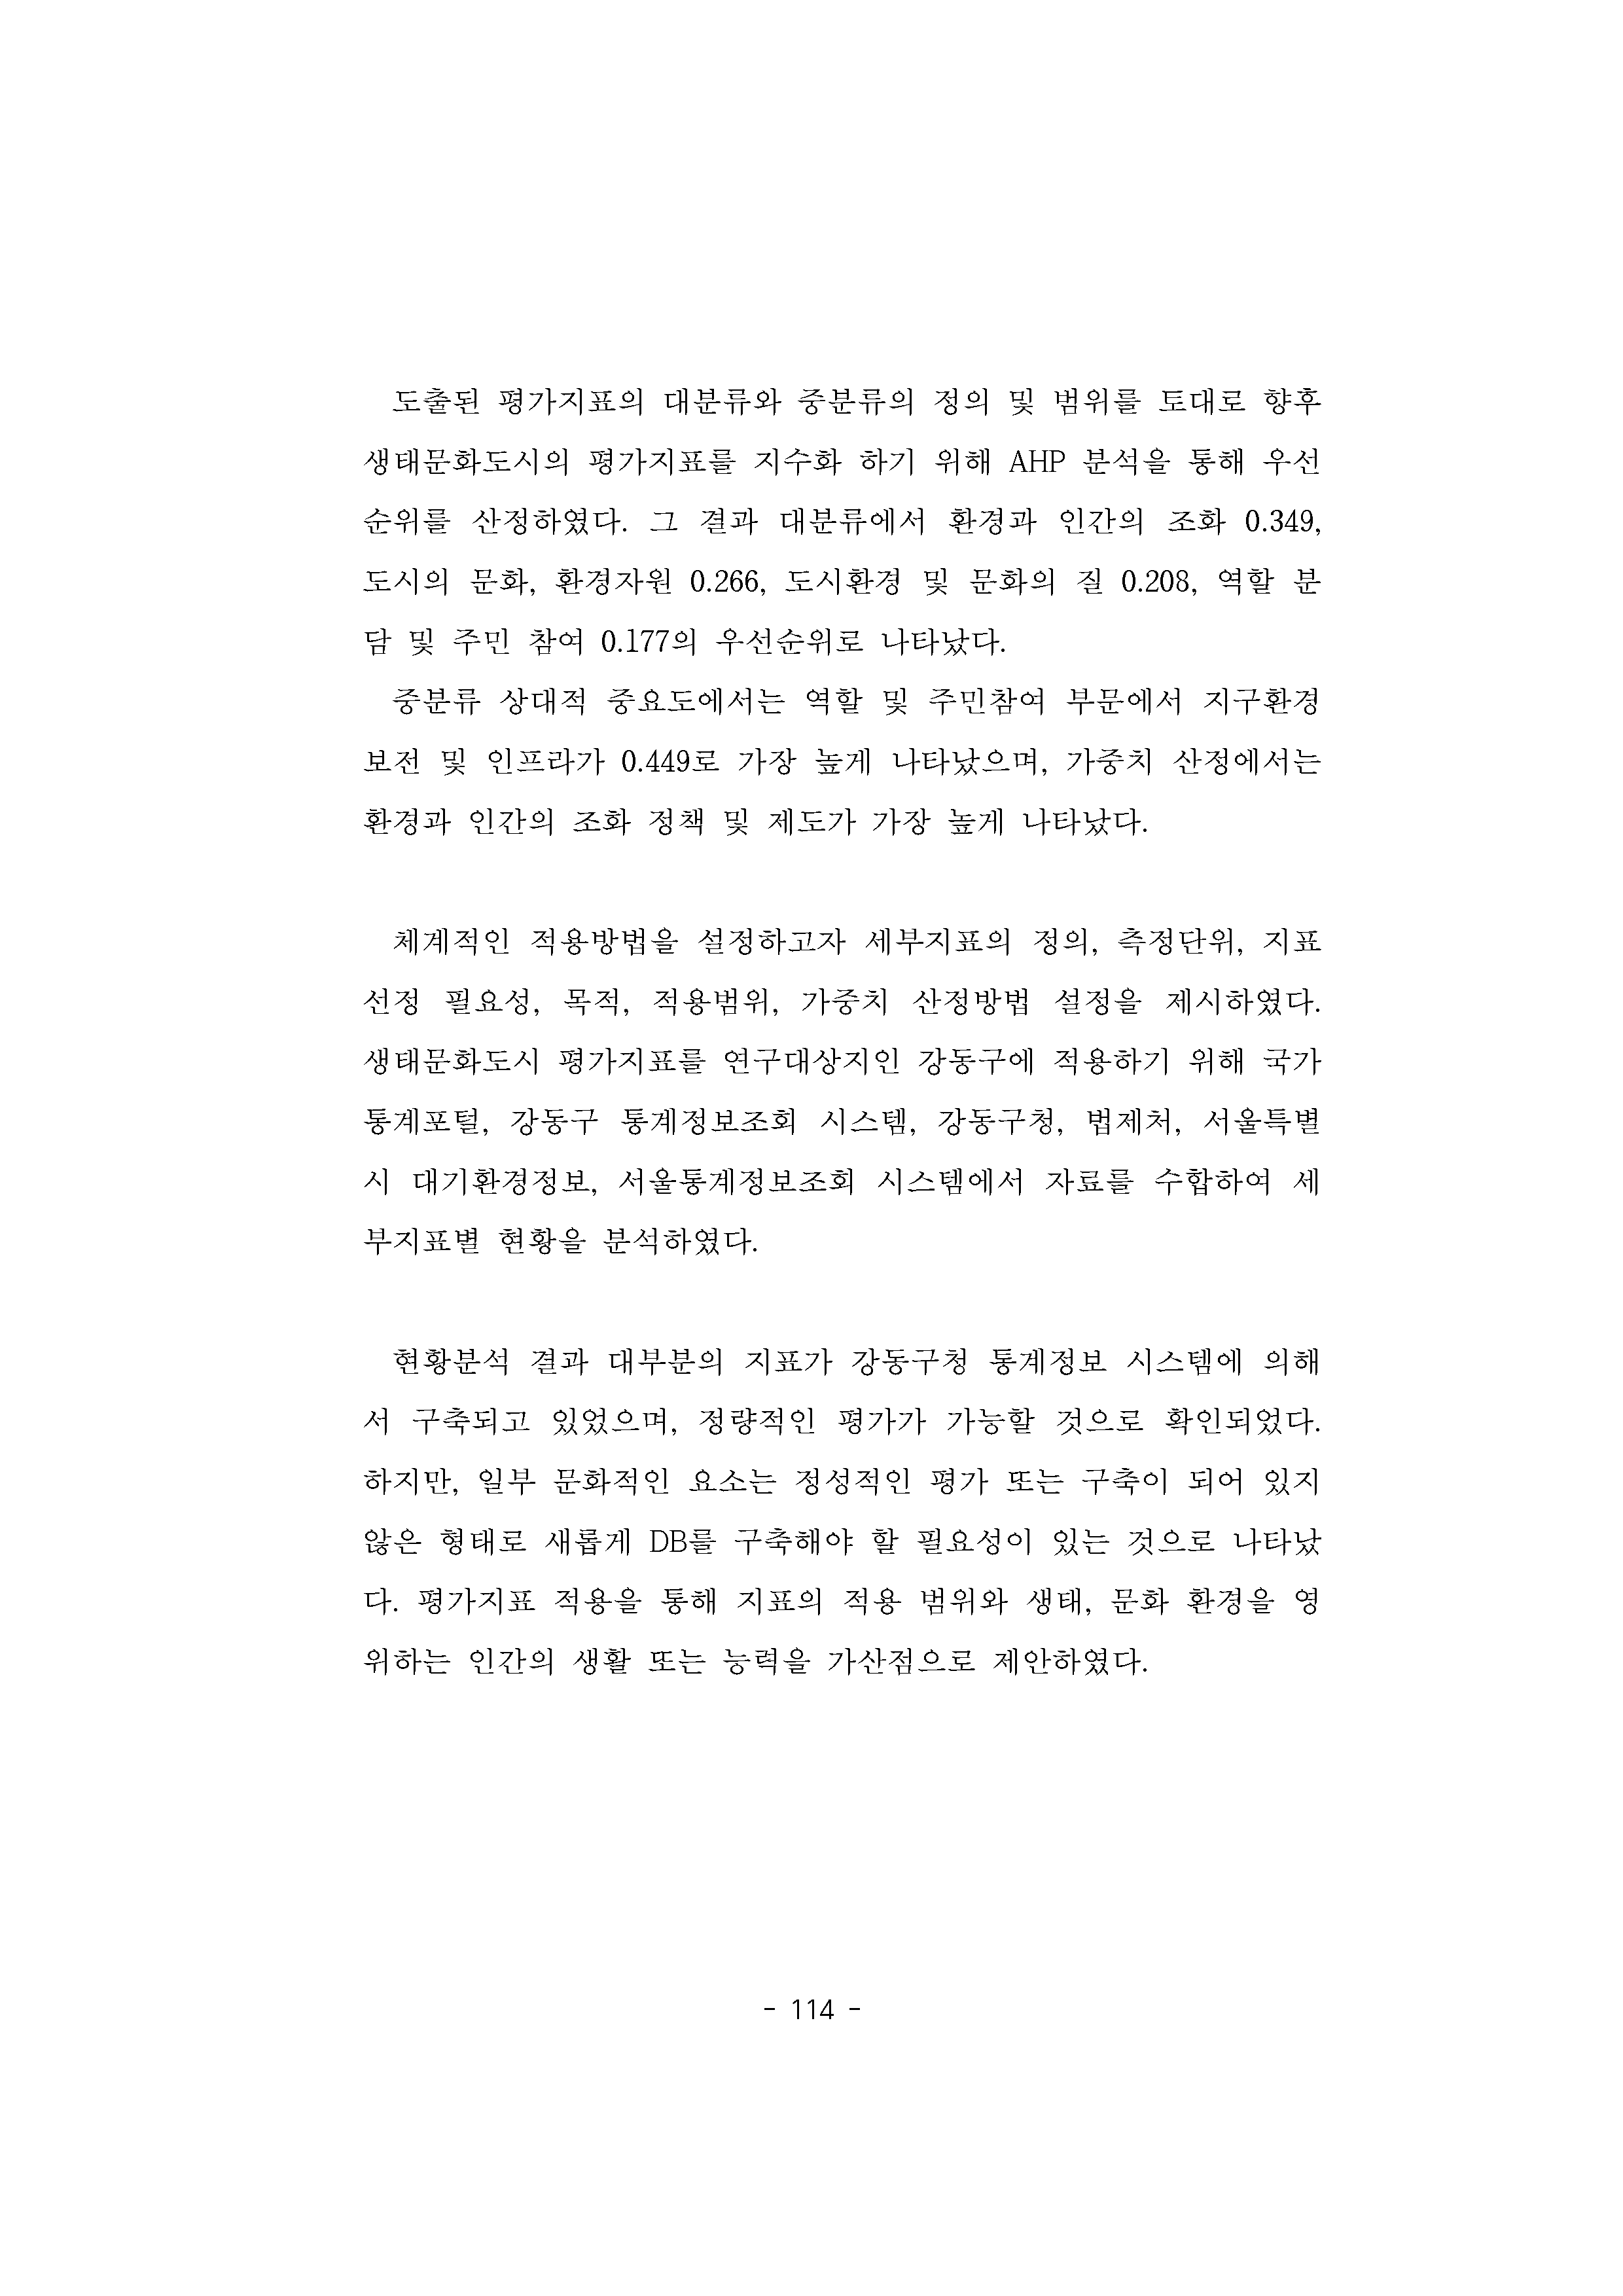 도출된 평가지표의 대분류와 중분류의 정의 및 범위를 토대로 향후
생태문화도시의 평가지표를 지수화 하기 위해 AHP 분석을 통해 우선
순위를 산정하였다. 그 결과 대분류에서 환경과 인간의 조화 0.349,
도시의 문화, 환경자원 0.266, 도시환경 및 문화의 질 0.208, 역할 분
담 및 주민 참여 0.177의 우선순위로 나타났다.
중분류 상대적 중요도에서는 역할 및 주민참여 부문에서 지구환경
보전 및 인프라가 0.449로 가장 높게 나타났으며, 가중치 산정에서는
환경과 인간의 조화 정책 및 제도가 가장 높게 나타났다.
체계적인 적용방법을 설정하고자 세부지표의 정의, 측정단위, 지표
선정 필요성, 목적, 적용범위, 가중치 산정방법 설정을 제시하였다.
생태문화도시 평가지표를 연구대상지인 강동구에 적용하기 위해 국가
통계포털, 강동구 통계정보조회 시스템, 강동구청, 법제처, 서울특별
시 대기환경정보, 서울통계정보조회 시스템에서 자료를 수합하여 세
부지표별 현황을 분석하였다.
현황분석 결과 대부분의 지표가 강동구청 통계정보 시스템에 의해
서 구축되고 있었으며, 정량적인 평가가 가능할 것으로 확인되었다.
하지만, 일부 문화적인 요소는 정성적인 평가 또는 구축이 되어 있지
않은 형태로 새롭게 DB를 구축해야 할 필요성이 있는 것으로 나타났
다. 평가지표 적용을 통해 지표의 적용 범위와 생태, 문화 환경을 영
위하는 인간의 생활 또는 능력을 가산점으로 제안하였다.
- 114 -